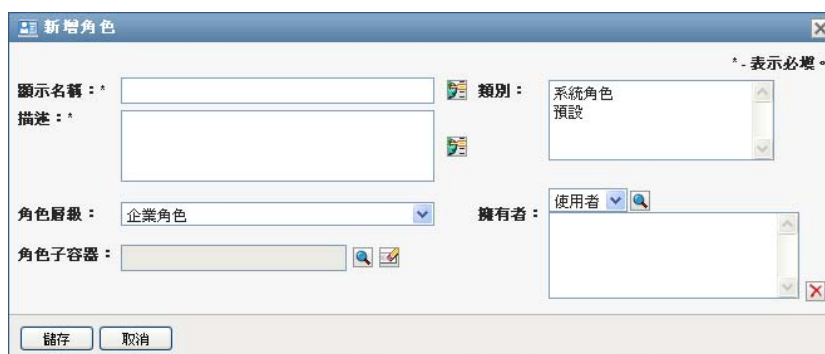 新增角色
* - 表示必填。
顯示名稱：*
類別：
系統角色
預設
描述：*
角色層級：
企業角色
擁有者：
使用者
角色子容器：
儲存
取消